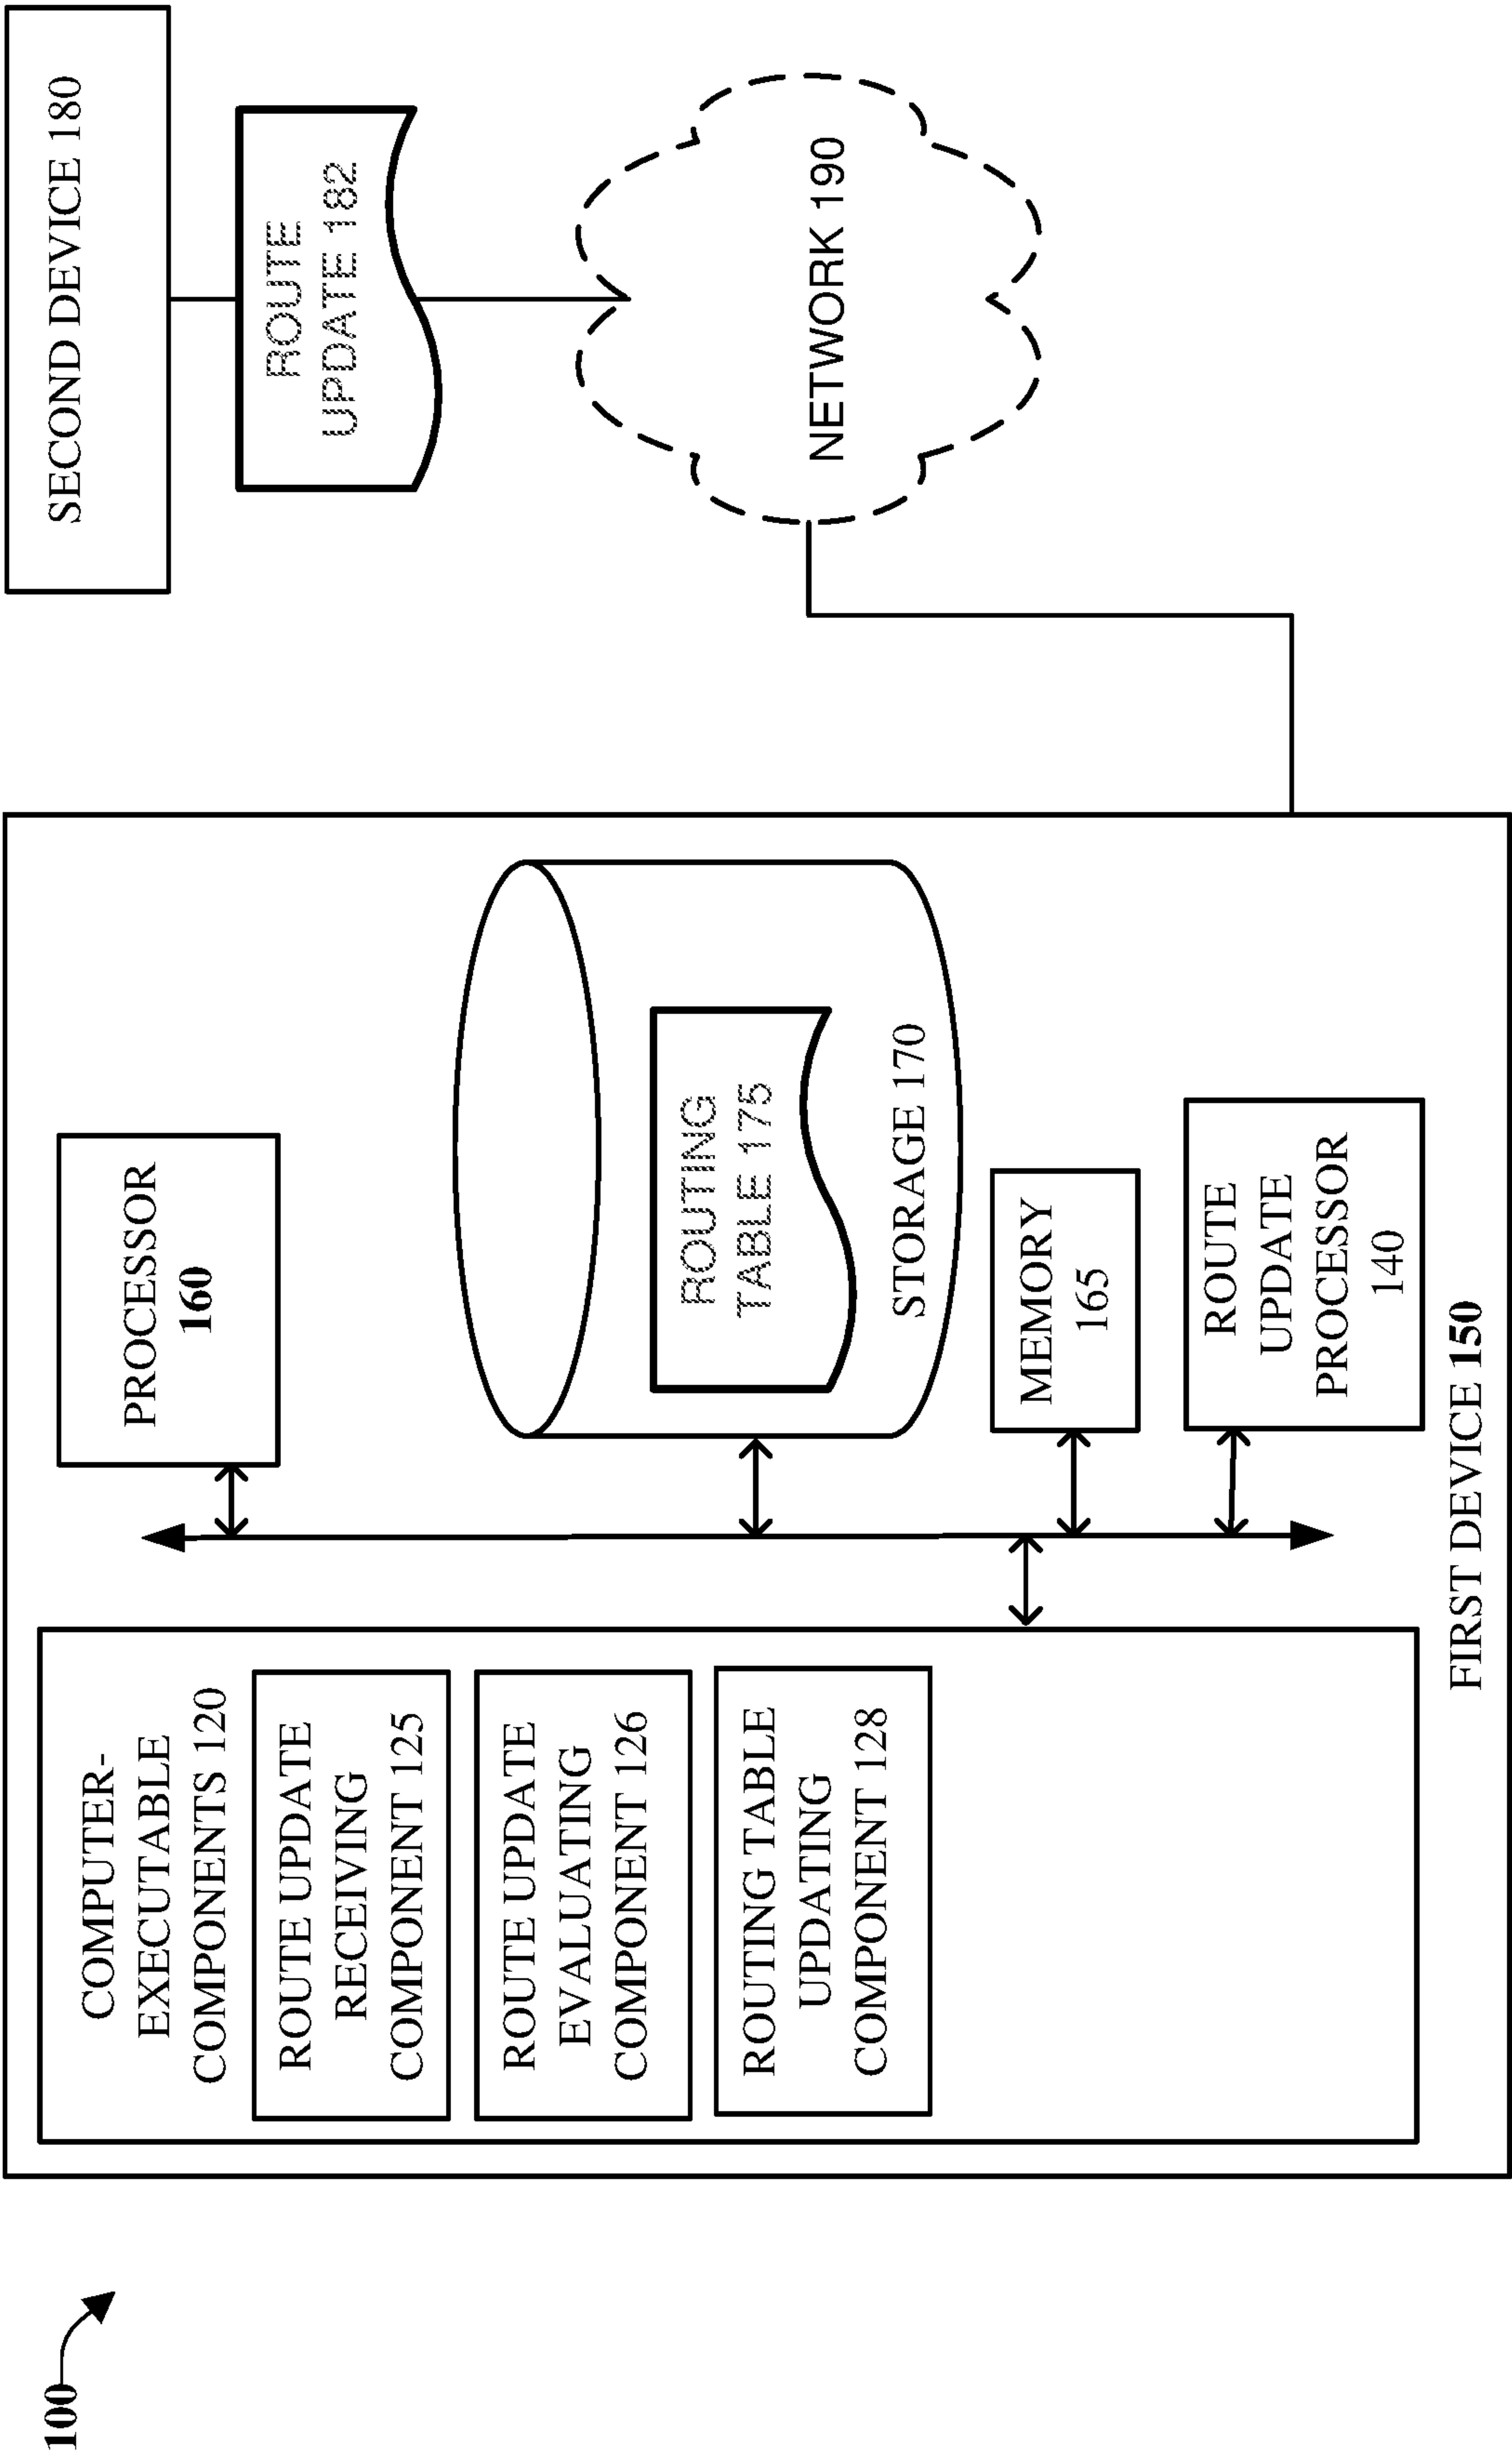 100
COMPUTER-
EXECUTABLE
COMPONENTS 120
ROUTE UPDATE
RECEIVING
COMPONENT 125
ROUTE UPDATE
EVALUATING
COMPONENT 126
ROUTING TABLE
UPDATING
COMPONENT 128
PROCESSOR
160
ROUTING
TABLE 175
STORAGE 170
MEMORY
165
ROUTE
UPDATE
PROCESSOR
140
FIRST DEVICE 150
SECOND DEVICE 180
ROUTE
UPDATE 182
NETWORK 190